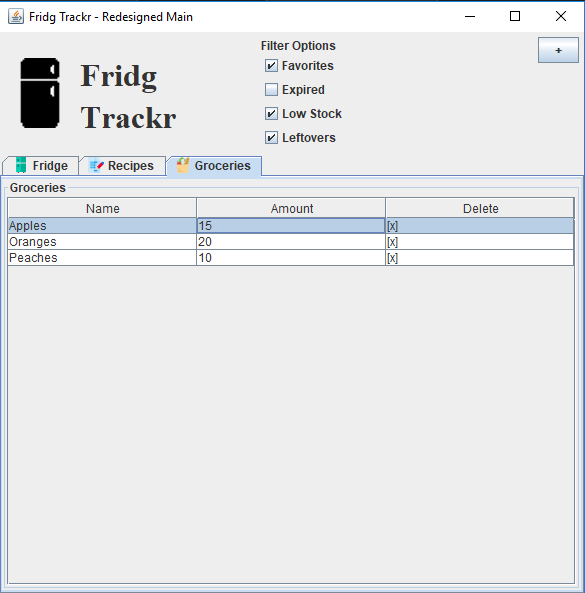 Fridg Trackr - Redesigned Main
Fridg
Trackr
Filter Options
Favorites
Expired
Low Stock
Leftovers
+
Fridge Recipes Groceries
Groceries
Name Amount Delete
Apples 15 [x]
Oranges 20 [x]
Peaches 10 [x]